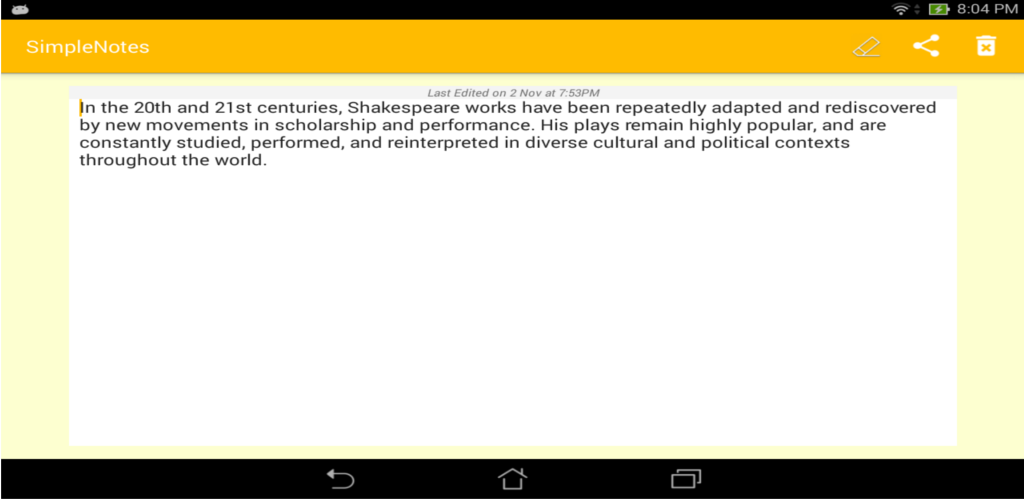 8:04 PM
SimpleNotes
Last Edited on 2 Nov at 7:53PM
In the 20th and 21st centuries, Shakespeare works have been repeatedly adapted and rediscovered
by new movements in scholarship and performance. His plays remain highly popular, and are
constantly studied, performed, and reinterpreted in diverse cultural and political contexts
throughout the world.